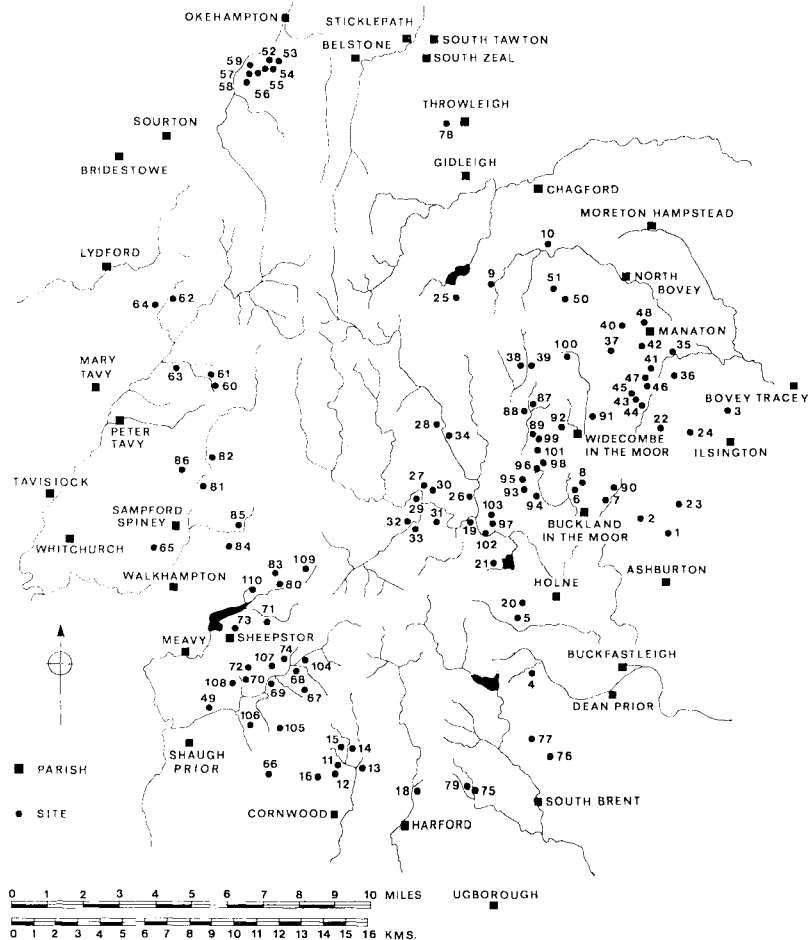 OKEHAMPTON
STICKLEPATH
SOUTH TAWTON
BELSTONE
SOUTH ZEAL
52 53
59
57 54
58 55
56
THROWLEIGH
78
SOURTON
BRIDESTOWE
GIDLEIGH
CHAGFORD
MORETON HAMPSTEAD
10
LYDFORD
9
51
NORTH
BOVEY
25
50
62
64
48
40
MANATON
42 35
37
100
41
38 39
36
47
46
45
43
44
63
61
60
MARY
TAVY
BOVEY TRACEY
3
87
88
91
92
22
24
PETER
TAVY
28
34
89
99
WIDECOMBE
IN THE MOOR
ILSINGTON
101
82
86
81
96 98
8
95
93
94
6
90
7
27
30
26
29
TAVISTOCK
SAMPFORD
SPINEY
85
32
33
31
19
103
97
102
BUCKLAND
IN THE MOOR
23
2
1
WHITCHURCH
65
84
21
WALKHAMPTON
83 109
80
110
HOLNE
ASHBURTON
20
5
73
71
MEAVY
SHEEPSTOR
74
107
72
104
68
70
108
69
67
BUCKFASTLEIGH
4
DEAN PRIOR
49
106
105
SHAUGH
PRIOR
15
14
11
13
66
16
12
77
76
79
75
18
SOUTH BRENT
CORNWOOD
HARFORD
PARISH
SITE
0 1 2 3 4 5 6 7 8 9 10 MILES
UGBOROUGH
0 1 2 3 4 5 6 7 8 9 10 11 12 13 14 16 KMS.